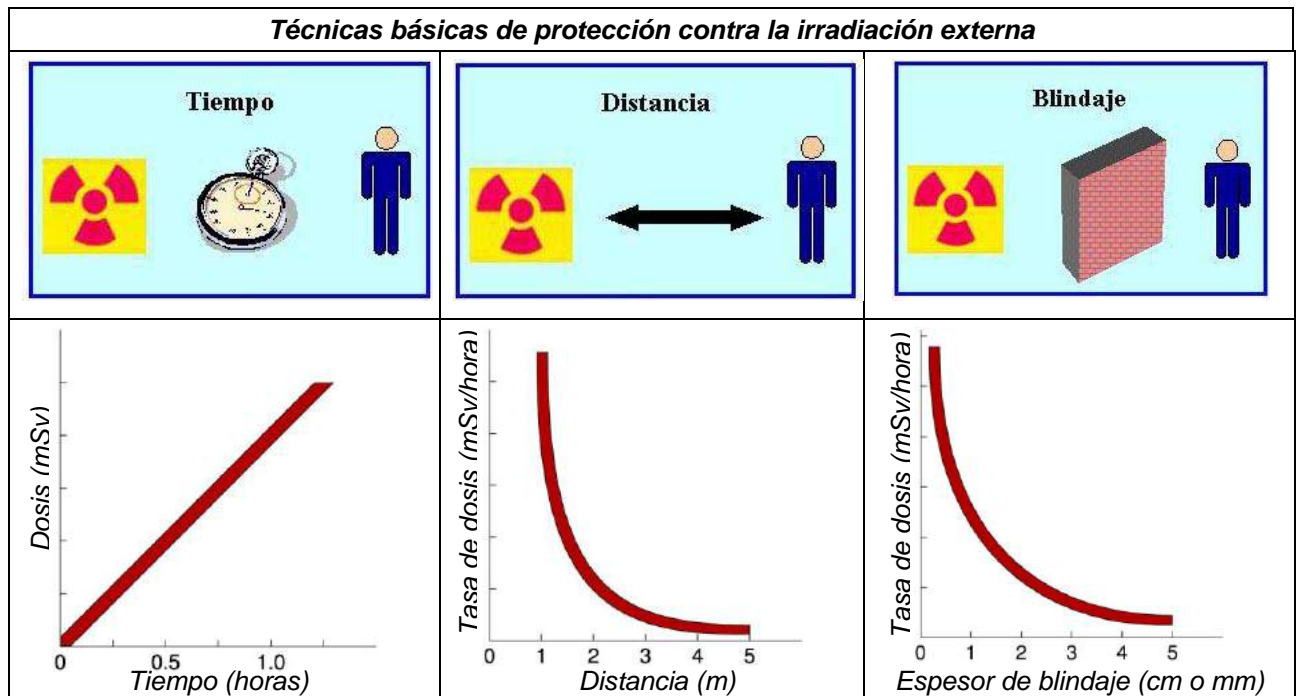 Técnicas básicas de protección contra la irradiación externa
Tiempo
Distancia
Blindaje
Dosis (mSv)
0
0.5
1.0
Tiempo (horas)
Tasa de dosis (mSv/hora)
0 1 2 3 4 5
Distancia (m)
Tasa de dosis (mSv/hora)
0 1 2 3 4 5
Espesor de blindaje (cm o mm)